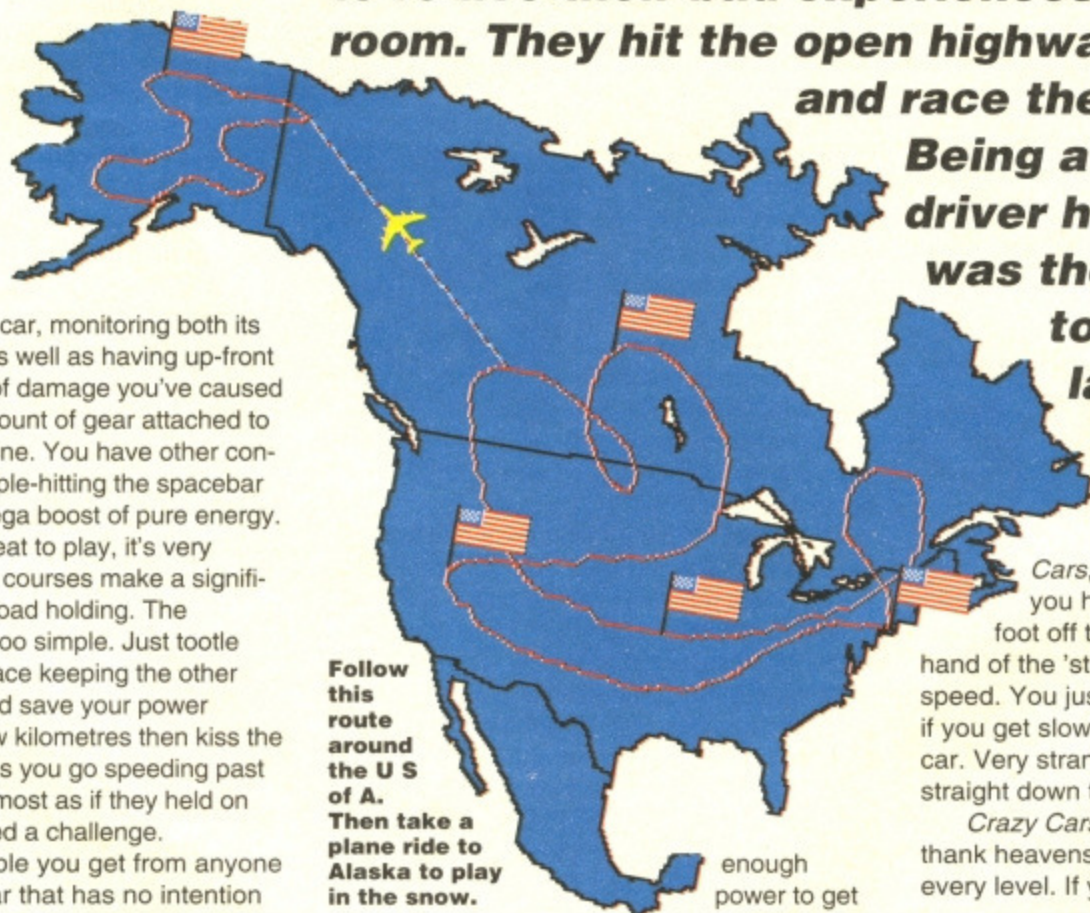 room. They hit the open highwa
and race the
Being a
driver h
was the
to
la
car, monitoring both its
s well as having up-front
of damage you've caused
ount of gear attached to
ne. You have other con-
ple-hitting the spacebar
ega boost of pure energy.
eat to play, it's very
courses make a signifi-
oad holding. The
oo simple. Just tootle
ace keeping the other
d save your power
w kilometres then kiss the
s you go speeding past
most as if they held on
ed a challenge.
ple you get from anyone
ar that has no intention
Follow
this
route
around
the U S
of A.
Then take a
plane ride to
Alaska to play
in the snow.
enough
power to get
Cars,
you h
foot off t
hand of the 'st
speed. You jus
if you get slow
car. Very stran
straight down t
Crazy Cars
thank heavens
every level. If y